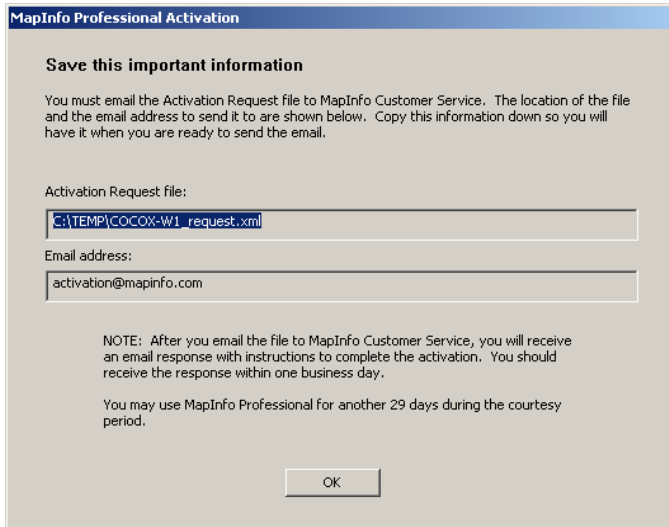 MapInfo Professional Activation
Save this important information
You must email the Activation Request file to MapInfo Customer Service. The location of the file
and the email address to send it to are shown below. Copy this information down so you will
have it when you are ready to send the email.
Activation Request file:
C:\TEMP\COCOX-W1_request.xml
Email address:
activation@mapinfo.com
NOTE: After you email the file to MapInfo Customer Service, you will receive
an email response with instructions to complete the activation. You should
receive the response within one business day.
You may use MapInfo Professional for another 29 days during the courtesy
period.
OK